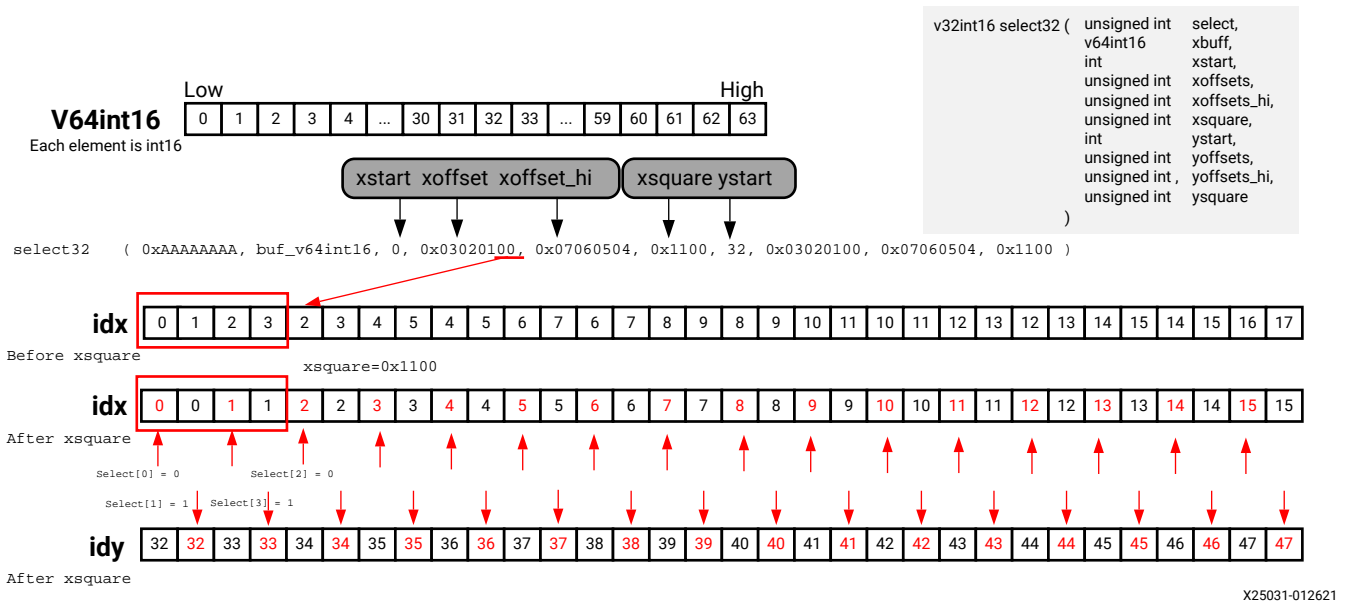 v32int16 select32 ( unsigned int select,
v64int16 xbuff,
int xstart,
unsigned int xoffsets,
unsigned int xoffsets_hi,
unsigned int xsquare,
int ystart,
unsigned int yoffsets,
unsigned int , yoffsets_hi,
unsigned int ysquare
)
Low High
V64int16 0 1 2 3 4 ... 30 31 32 33 ... 59 60 61 62 63
Each element is int16
xstart xoffset xoffset_hi xsquare ystart
select32 ( 0xAAAAAAAA, buf_v64int16, 0, 0x03020100, 0x07060504, 0x1100, 32, 0x03020100, 0x07060504, 0x1100 )
idx 0 1 2 3 2 3 4 5 4 5 6 7 6 7 8 9 8 9 10 11 10 11 12 13 12 13 14 15 14 15 16 17
Before xsquare
xsquare=0x1100
idx 0 0 1 1 2 2 3 3 4 4 5 5 6 6 7 7 8 8 9 9 10 10 11 11 12 12 13 13 14 14 15 15
After xsquare
Select[0] = 0 Select[2] = 0
Select[1] = 1 Select[3] = 1
idy 32 32 33 33 34 34 35 35 36 36 37 37 38 38 39 39 40 40 41 41 42 42 43 43 44 44 45 45 46 46 47 47
After xsquare
X25031-012621